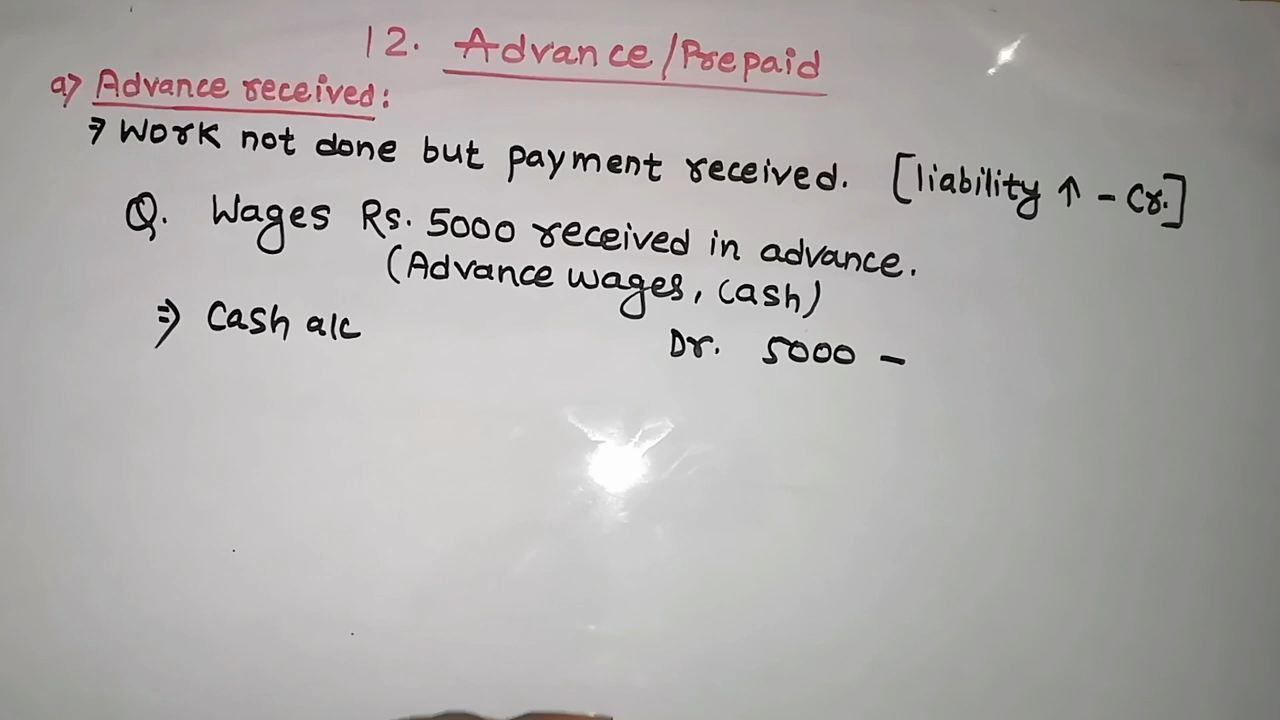 12. Advance/Prepaid
a) Advance received:
⇒ Work not done but payment received. [liability ↑ - Cr.]
Q. Wages Rs. 5000 received in advance.
(Advance wages, Cash)
⇒ Cash a/c Dr. 5000 -